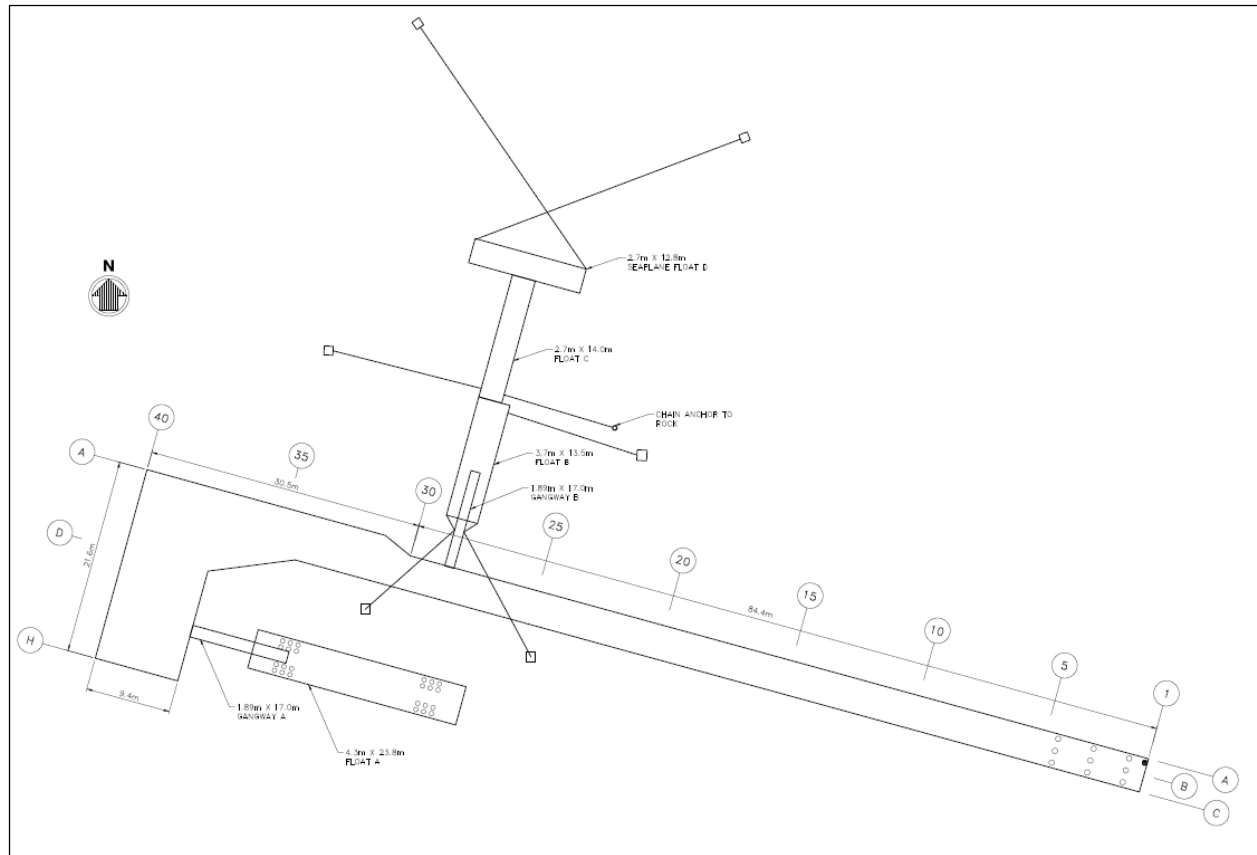 N
2.7m X 12.8m
SEAPLANE FLOAT D
2.7m X 14.0m
FLOAT C
CHAIN ANCHOR TO
ROCK
3.7m X 13.5m
FLOAT B
1.89m X 17.0m
GANGWAY B
40
A
35
30.5m
30
D
21.6m
25
20
84.4m
15
10
5
1
H
9.4m
1.89m X 17.0m
GANGWAY A
4.3m X 23.8m
FLOAT A
A
B
C